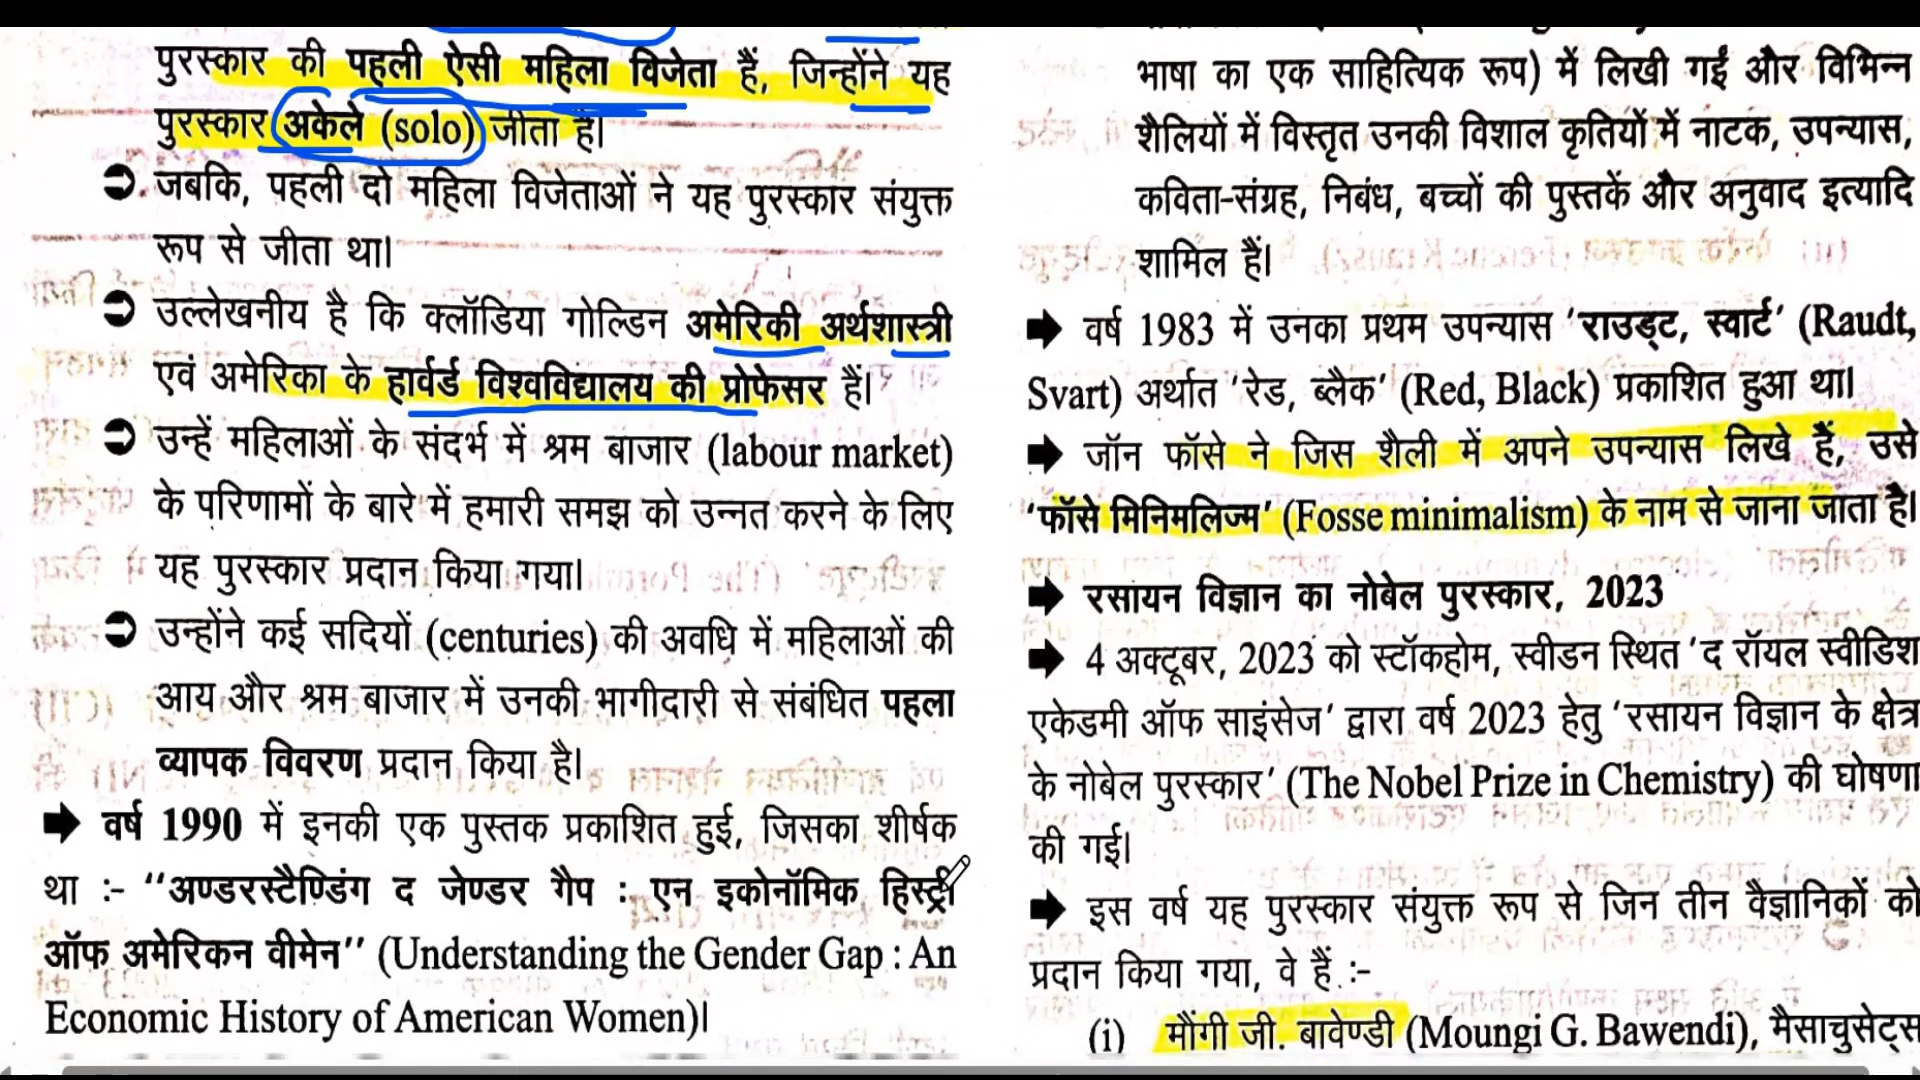 पुरस्कार की पहली ऐसी महिला विजेता हैं, जिन्होंने यह
पुरस्कार अकेले (solo) जीता है।
जबकि, पहली दो महिला विजेताओं ने यह पुरस्कार संयुक्त
रूप से जीता था।
उल्लेखनीय है कि क्लॉडिया गोल्डिन अमेरिकी अर्थशास्त्री
एवं अमेरिका के हार्वर्ड विश्वविद्यालय की प्रोफेसर हैं।
उन्हें महिलाओं के संदर्भ में श्रम बाजार (labour market)
के परिणामों के बारे में हमारी समझ को उन्नत करने के लिए
यह पुरस्कार प्रदान किया गया।
उन्होंने कई सदियों (centuries) की अवधि में महिलाओं की
आय और श्रम बाजार में उनकी भागीदारी से संबंधित पहला
व्यापक विवरण प्रदान किया है।
वर्ष 1990 में इनकी एक पुस्तक प्रकाशित हुई, जिसका शीर्षक
था :- ‘‘अण्डरस्टैण्डिंग द जेण्डर गैप : एन इकोनॉमिक हिस्ट्री
ऑफ अमेरिकन वीमेन’’ (Understanding the Gender Gap : An
Economic History of American Women)।
भाषा का एक साहित्यिक रूप) में लिखी गईं और विभिन्न
शैलियों में विस्तृत उनकी विशाल कृतियों में नाटक, उपन्यास,
कविता-संग्रह, निबंध, बच्चों की पुस्तकें और अनुवाद इत्यादि
शामिल हैं।
वर्ष 1983 में उनका प्रथम उपन्यास ‘राउड्ट, स्वार्ट’ (Raudt,
Svart) अर्थात ‘रेड, ब्लैक’ (Red, Black) प्रकाशित हुआ था।
जॉन फॉसे ने जिस शैली में अपने उपन्यास लिखे हैं, उसे
‘फॉसे मिनिमलिज्म’ (Fosse minimalism) के नाम से जाना जाता है।
रसायन विज्ञान का नोबेल पुरस्कार, 2023
4 अक्टूबर, 2023 को स्टॉकहोम, स्वीडन स्थित ‘द रॉयल स्वीडिश
एकेडमी ऑफ साइंसेज’ द्वारा वर्ष 2023 हेतु ‘रसायन विज्ञान के क्षेत्र
के नोबेल पुरस्कार’ (The Nobel Prize in Chemistry) की घोषणा
की गई।
इस वर्ष यह पुरस्कार संयुक्त रूप से जिन तीन वैज्ञानिकों को
प्रदान किया गया, वे हैं :-
(i) मौंगी जी. बावेण्डी (Moungi G. Bawendi), मैसाचुसेट्स